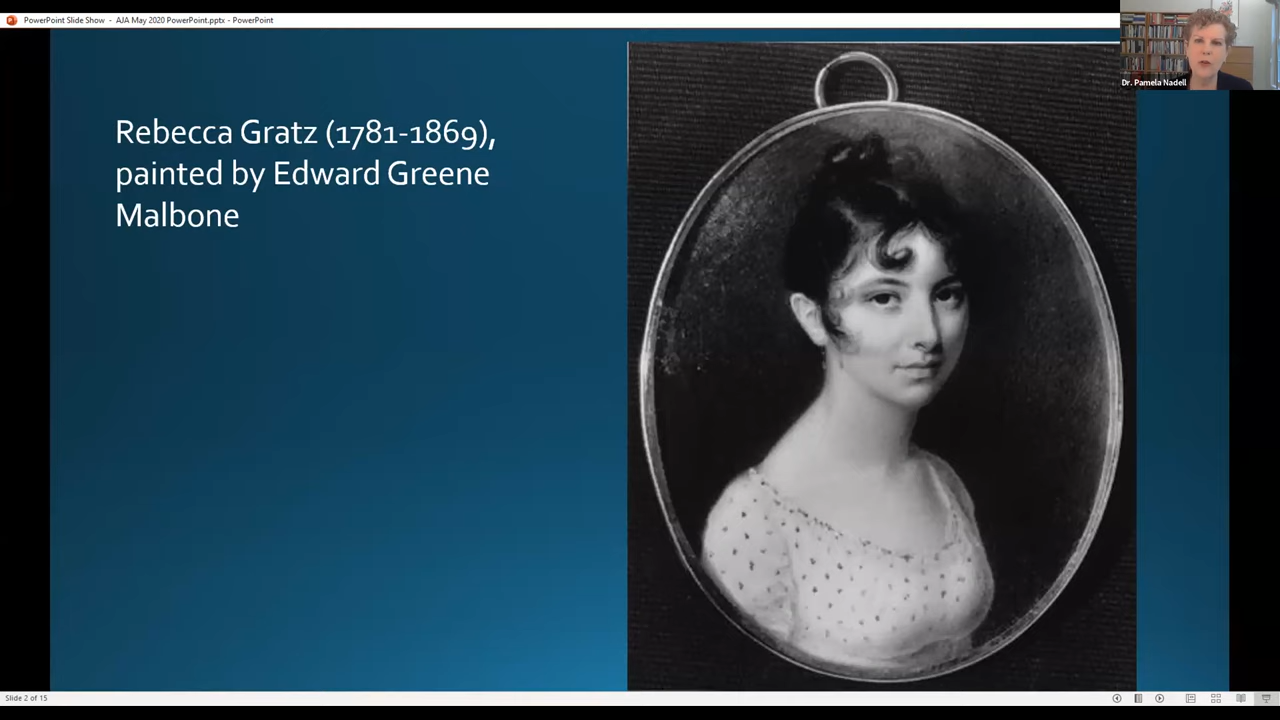 PowerPoint Slide Show - AJA May 2020 PowerPoint.pptx - PowerPoint
Dr. Pamela Nadell
Rebecca Gratz (1781-1869),
painted by Edward Greene
Malbone
Slide 2 of 15